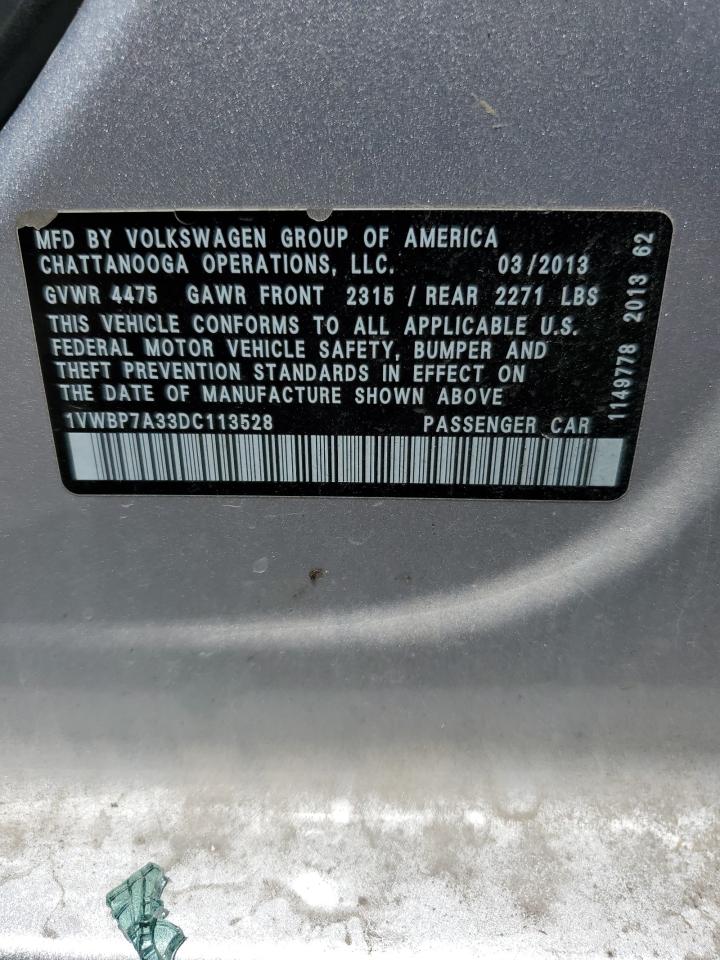 MFD BY VOLKSWAGEN GROUP OF AMERICA
CHATTANOOGA OPERATIONS, LLC. 03/2013
GVWR 4475 GAWR FRONT 2315 / REAR 2271 LBS
THIS VEHICLE CONFORMS TO ALL APPLICABLE U.S.
FEDERAL MOTOR VEHICLE SAFETY, BUMPER AND
THEFT PREVENTION STANDARDS IN EFFECT ON
THE DATE OF MANUFACTURE SHOWN ABOVE
1VWBP7A33DC113528 PASSENGER CAR
1149778 2013 62